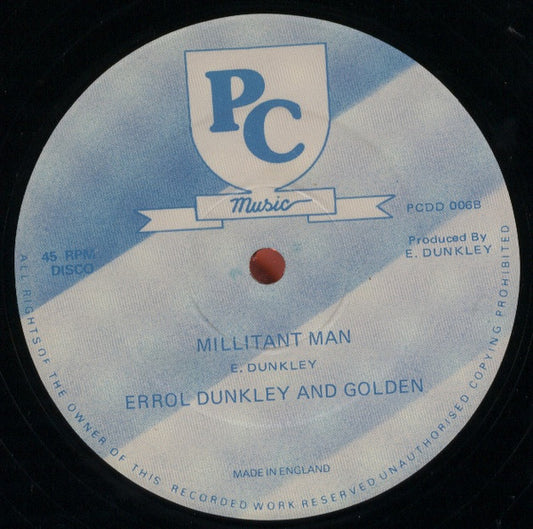 PC
Music
PCDD 006B
Produced By
E. DUNKLEY
45 RPM
DISCO
MILLITANT MAN
E. DUNKLEY
ERROL DUNKLEY AND GOLDEN
MADE IN ENGLAND
ALL RIGHTS OF THE OWNER OF THIS RECORDED WORK RESERVED UNAUTHORISED COPYING PROHIBITED